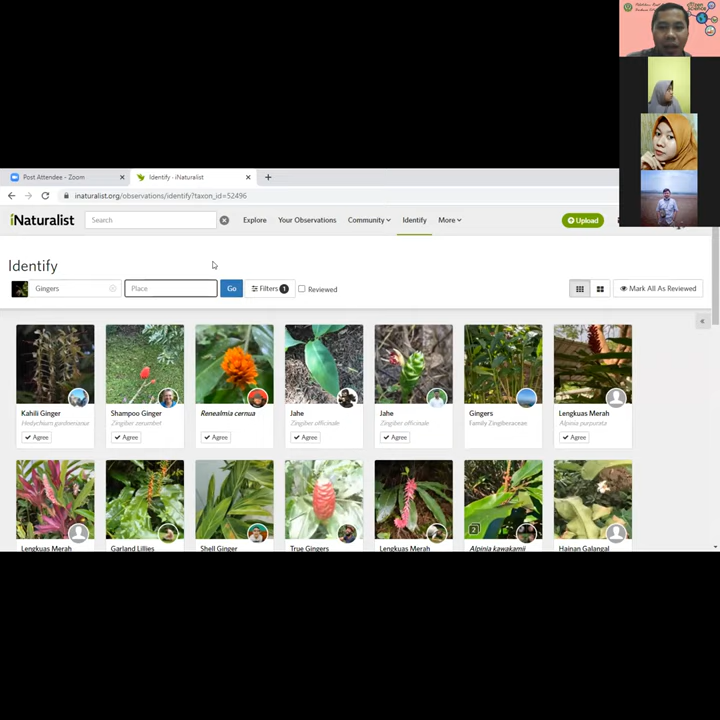 Post Attendee - Zoom
Identify · iNaturalist
inaturalist.org/observations/identify?taxon_id=52496
iNaturalist
Search
Explore
Your Observations
Community
Identify
More
Upload
Identify
Gingers
Place
Go
Filters 1
Reviewed
Mark All As Reviewed
Kahili Ginger
Hedychium gardnerianum
Agree
Shampoo Ginger
Zingiber zerumbet
Agree
Renealmia cernua
Agree
Jahe
Zingiber officinale
Agree
Jahe
Zingiber officinale
Agree
Gingers
Family Zingiberaceae
Lengkuas Merah
Alpinia purpurata
Agree
2
Lengkuas Merah
Garland Lillies
Shell Ginger
True Gingers
Lengkuas Merah
Alpinia kawakamii
Hainan Galangal